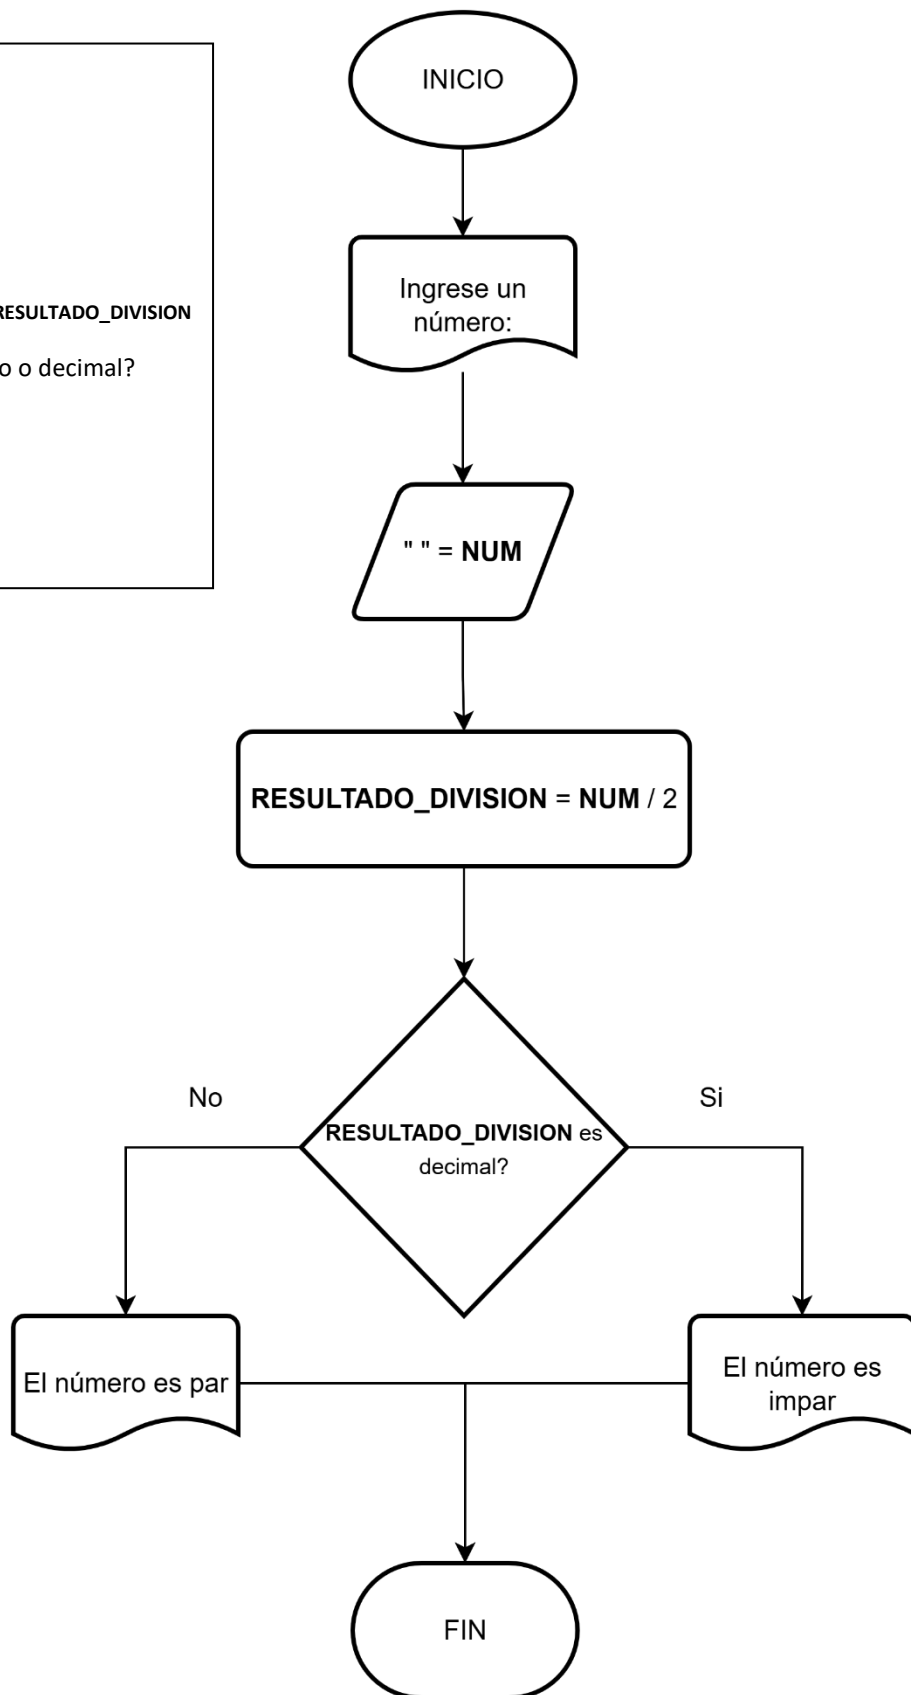 RESULTADO_DIVISION
o o decimal?
INICIO
Ingrese un
número:
" " = NUM
RESULTADO_DIVISION = NUM / 2
No
Si
RESULTADO_DIVISION es
decimal?
El número es par
El número es
impar
FIN